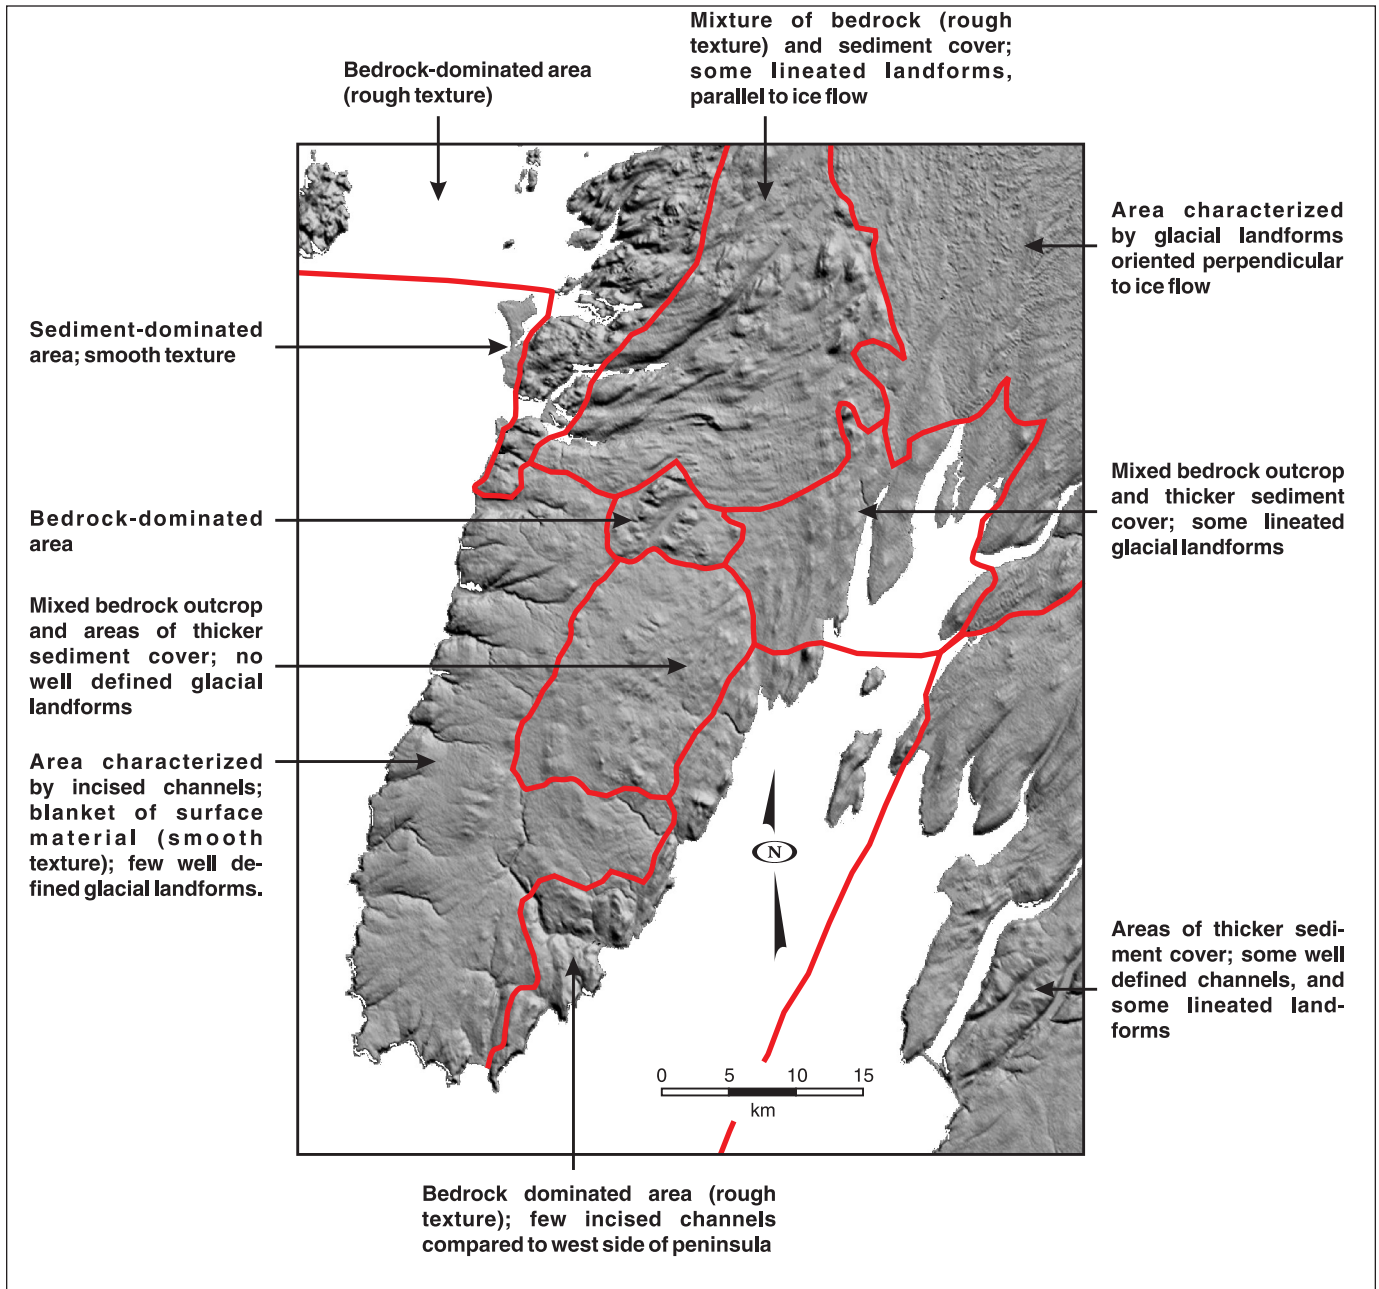 Mixture of bedrock (rough
texture) and sediment cover;
some lineated landforms,
parallel to ice flow
Bedrock-dominated area
(rough texture)
Area characterized
by glacial landforms
oriented perpendicular
to ice flow
Sediment-dominated
area; smooth texture
Mixed bedrock outcrop
and thicker sediment
cover; some lineated
glacial landforms
Bedrock-dominated
area
Mixed bedrock outcrop
and areas of thicker
sediment cover; no
well defined glacial
landforms
Area characterized
by incised channels;
blanket of surface
material (smooth
texture); few well de-
fined glacial landforms.
N
Areas of thicker sedi-
ment cover; some well
defined channels, and
some lineated land-
forms
0 5 10 15
km
Bedrock dominated area (rough
texture); few incised channels
compared to west side of peninsula